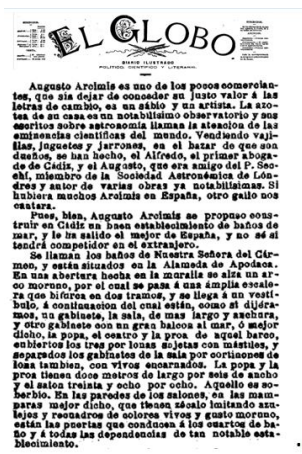 EL GLOBO
DIARIO ILUSTRADO
POLÍTICO, CIENTÍFICO Y LITERARIO.
Augusto Arcimis es uno de los pocos comercian-
tes, que sin dejar de conceder su justo valor á las
letras de cambio, es un sábio y un artista. La azo-
tea de su casa es un notabilísimo observatorio y sus
escritos sobre astronomía llaman la atención de las
eminencias científicas del mundo. Vendiendo vaji-
llas, juguetes y jarrones, en el bazar de que son
dueños, se han hecho, el Alfredo, el primer aboga-
do de Cádiz, y el Augusto, que era amigo del P. Sec-
chi, miembro de la Sociedad Astronómica de Lón-
dres y autor de varias obras ya notabilísimas. Si
hubiera muchos Arcimis en España, otro gallo nos
cantara.
Pues, bien, Augusto Arcimis se propuso cons-
truir en Cádiz un buen establecimiento de baños de
mar, y le ha salido el mejor de España, y no sé si
tendrá competidor en el extranjero.
Se llaman los baños de Nuestra Señora del Cár-
men, y están situados en la Alameda de Apodaca.
En una abertura hecha en la muralla se alza un ar-
co moruno, por el cual se pasa á una ámplia escale-
ra que bifurca en dos tramos, y se llega á un vestí-
bulo, á continuacion del cual están, como si dijéra-
mos, un gabinete, la sala, de mas largo y anchura,
y otro gabinete con un gran balcon al mar, ó mejor
dicho, la popa, el centro y la proa de aquel barco,
cubiertos los tres por lonas sujetas con mástiles, y
separados los gabinetes de la sala por cortinones de
lona tambien, con vivos encarnados. La popa y la
proa tienen doce metros de largo por seis de ancho
y el salon treinta y ocho por ocho. Aquello es so-
berbio. En las paredes de los salones, en las mam-
paras mejor dicho, que tienen zócalo imitando azu-
lejos y recuadros de colores vivos y gusto moruno,
están las puertas que conducen á los cuartos de ba-
ño y á todas las dependencias de tan notable esta-
blecimiento.